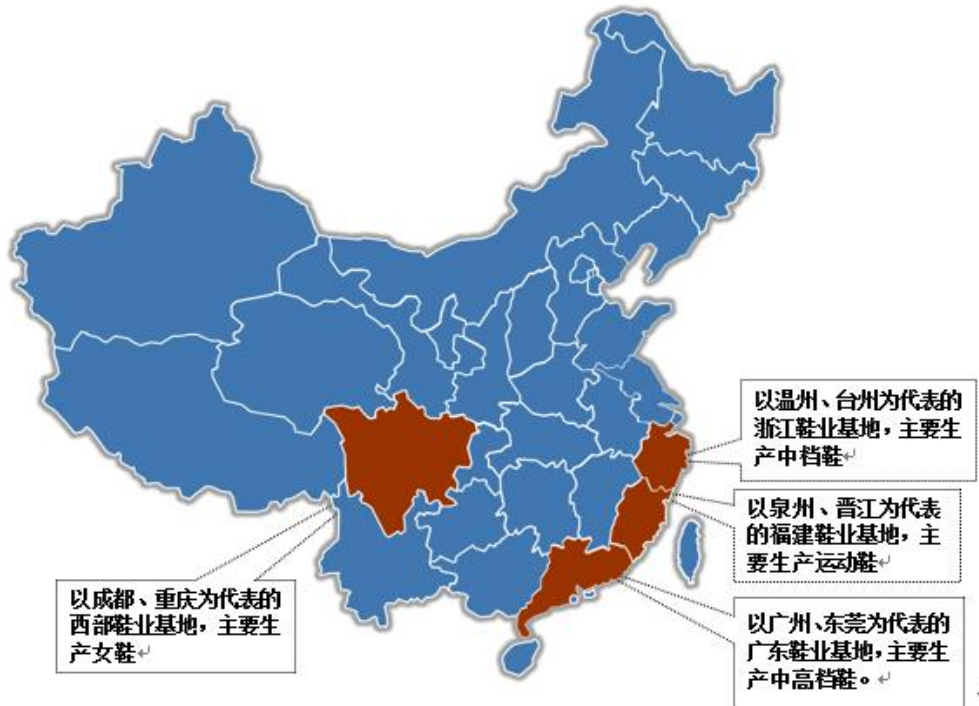 以温州、台州为代表的
浙江鞋业基地，主要生
产中档鞋↵
以泉州、晋江为代表
的福建鞋业基地，主
要生产运动鞋↵
以成都、重庆为代表的
西部鞋业基地，主要生
产女鞋↵
以广州、东莞为代表的
广东鞋业基地，主要生
产中高档鞋。↵